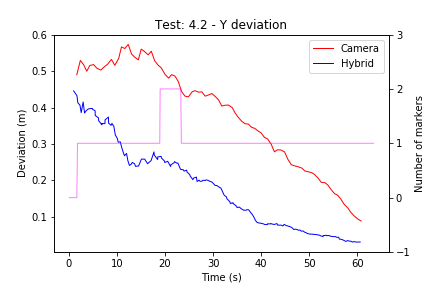 Test: 4.2 - Y deviation
Camera
Hybrid
Deviation (m)
0.6
0.5
0.4
0.3
0.2
0.1
Number of markers
3
2
1
0
−1
0 10 20 30 40 50 60
Time (s)